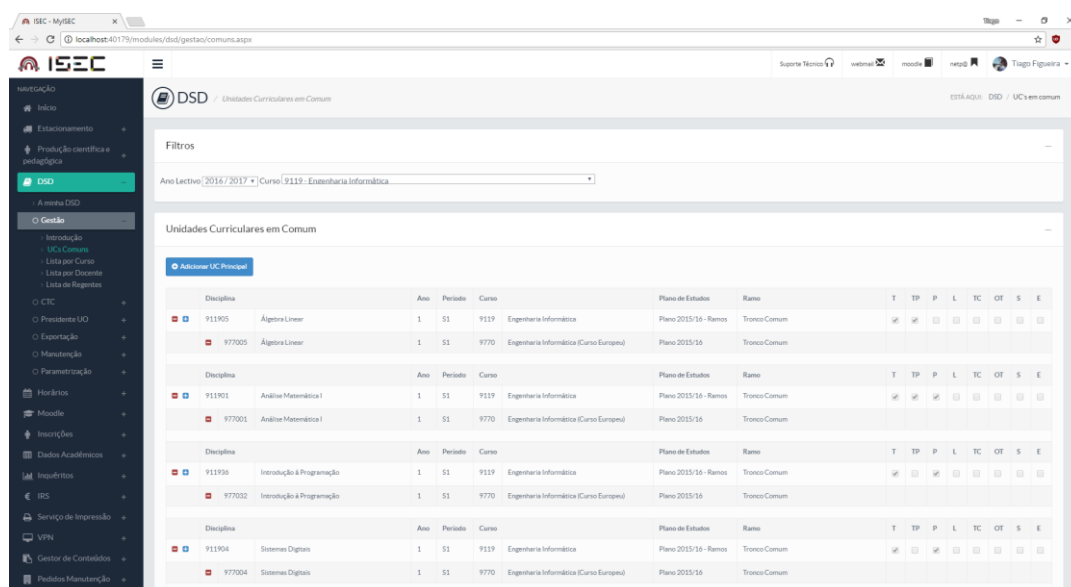 ISEC - MyISEC
Tiago
localhost:40179/modules/dsd/gestao/comuns.aspx
ISEC
Suporte Técnico webmail moodle netp@ Tiago Figueira
NAVEGAÇÃO
Início
Estacionamento +
Produção científica e pedagógica +
DSD −
A minha DSD
Gestão −
Introdução
UCs Comuns
Lista por Curso
Lista por Docente
Lista de Regentes
CTC +
Presidente UO +
Exportação +
Manutenção +
Parametrização +
Horários +
Moodle +
Inscrições +
Dados Académicos +
Inquéritos +
IRS +
Serviço de Impressão +
VPN +
Gestor de Conteúdos +
Pedidos Manutenção +
DSD / Unidades Curriculares em Comum
ESTÁ AQUI: DSD / UC's em comum
Filtros
Ano Lectivo 2016 / 2017 Curso 9119 - Engenharia Informática
Unidades Curriculares em Comum
Adicionar UC Principal
Disciplina Ano Período Curso Plano de Estudos Ramo T TP P L TC OT S E
911905 Álgebra Linear 1 S1 9119 Engenharia Informática Plano 2015/16 - Ramos Tronco Comum
977005 Álgebra Linear 1 S1 9770 Engenharia Informática (Curso Europeu) Plano 2015/16 Tronco Comum
Disciplina Ano Período Curso Plano de Estudos Ramo T TP P L TC OT S E
911901 Análise Matemática I 1 S1 9119 Engenharia Informática Plano 2015/16 - Ramos Tronco Comum
977001 Análise Matemática I 1 S1 9770 Engenharia Informática (Curso Europeu) Plano 2015/16 Tronco Comum
Disciplina Ano Período Curso Plano de Estudos Ramo T TP P L TC OT S E
911936 Introdução à Programação 1 S1 9119 Engenharia Informática Plano 2015/16 - Ramos Tronco Comum
977032 Introdução à Programação 1 S1 9770 Engenharia Informática (Curso Europeu) Plano 2015/16 Tronco Comum
Disciplina Ano Período Curso Plano de Estudos Ramo T TP P L TC OT S E
911904 Sistemas Digitais 1 S1 9119 Engenharia Informática Plano 2015/16 - Ramos Tronco Comum
977004 Sistemas Digitais 1 S1 9770 Engenharia Informática (Curso Europeu) Plano 2015/16 Tronco Comum